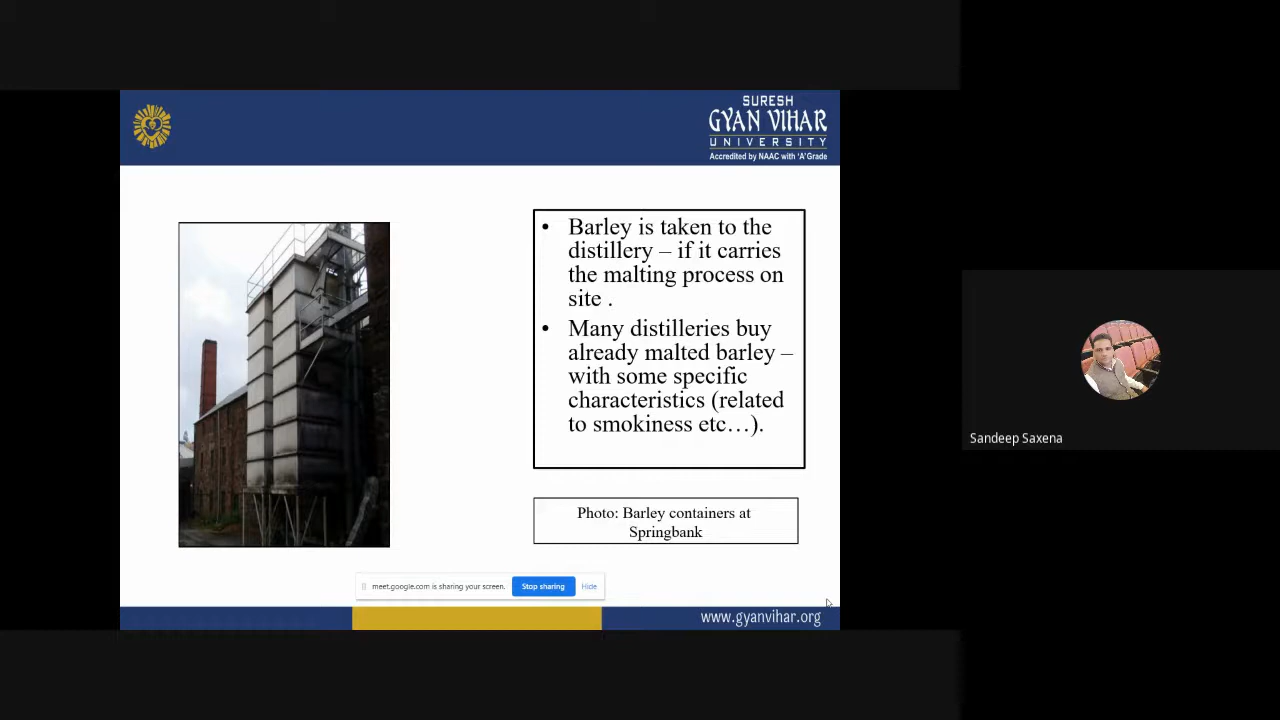 SURESH
GYAN VIHAR
UNIVERSITY
Accredited by NAAC with 'A' Grade
• Barley is taken to the
distillery – if it carries
the malting process on
site .
• Many distilleries buy
already malted barley –
with some specific
characteristics (related
to smokiness etc…).
Photo: Barley containers at
Springbank
meet.google.com is sharing your screen. Stop sharing Hide
www.gyanvihar.org
Sandeep Saxena